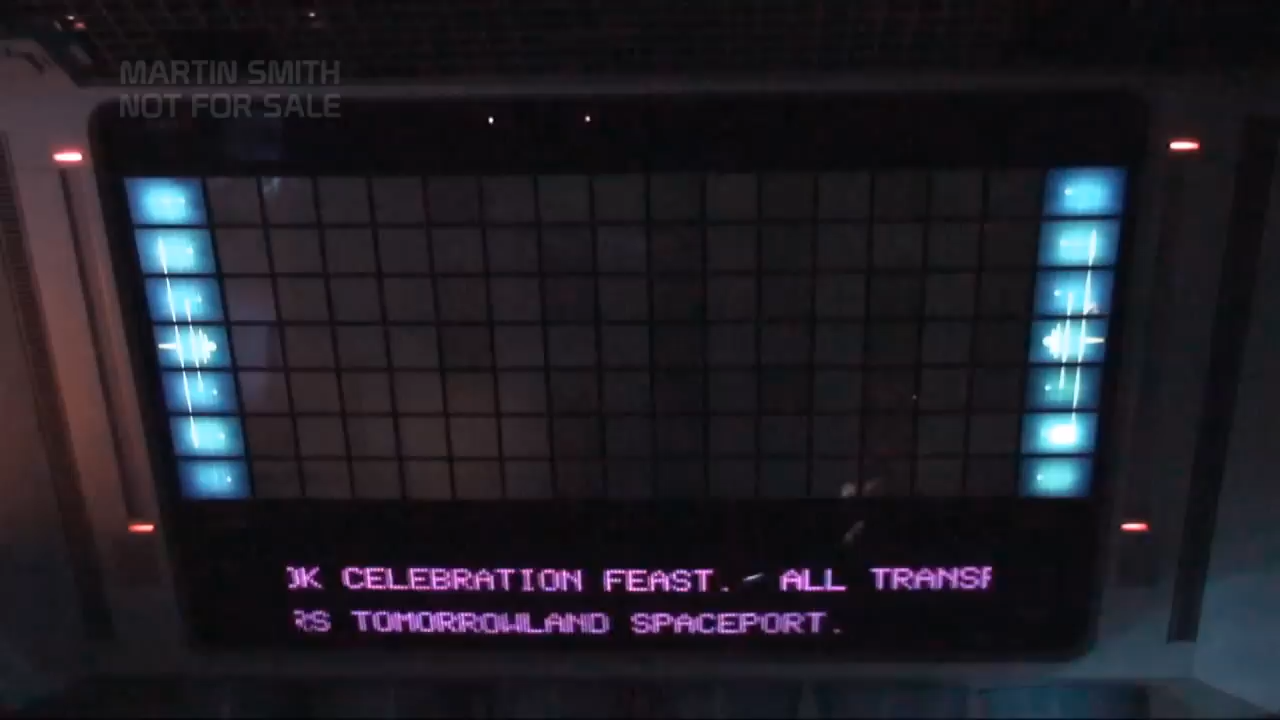 MARTIN SMITH
NOT FOR SALE
CELEBRATION FEAST. - ALL
TOMORROWLAND SPACEPORT.